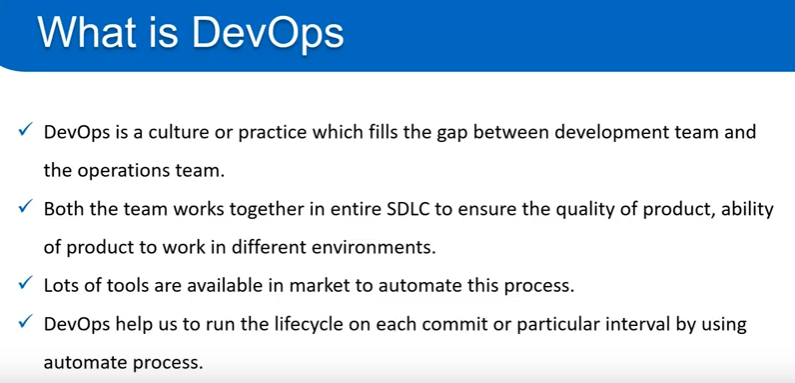 What is DevOps
DevOps is a culture or practice which fills the gap between development team and
the operations team.
Both the team works together in entire SDLC to ensure the quality of product, ability
of product to work in different environments.
Lots of tools are available in market to automate this process.
DevOps help us to run the lifecycle on each commit or particular interval by using
automate process.